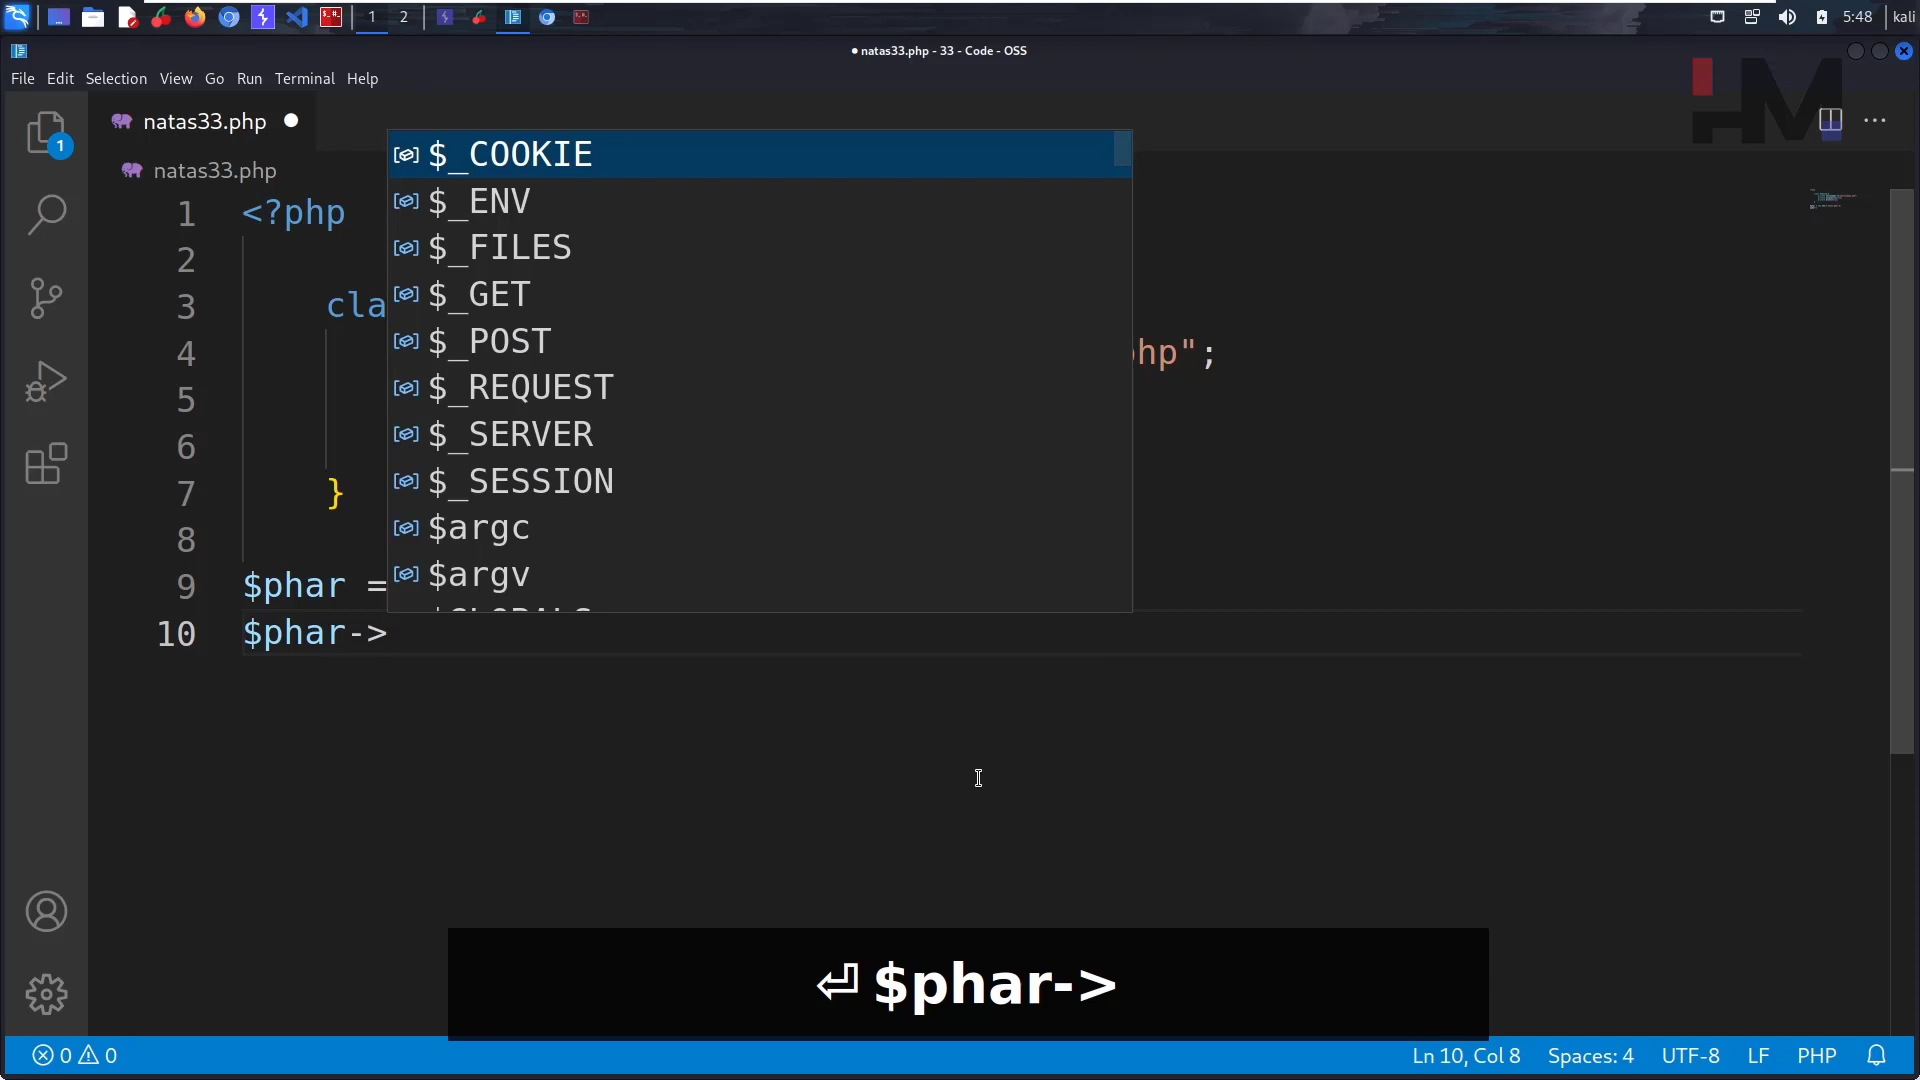 1 2 5:48 kali
natas33.php - 33 - Code - OSS
File Edit Selection View Go Run Terminal Help
HM
natas33.php
1
natas33.php
1 <?php
2
3 cla
4 hp";
5
6
7 }
8
9 $phar =
10 $phar->
$_COOKIE
$_ENV
$_FILES
$_GET
$_POST
$_REQUEST
$_SERVER
$_SESSION
$argc
$argv
⏎ $phar->
0 0 Ln 10, Col 8 Spaces: 4 UTF-8 LF PHP